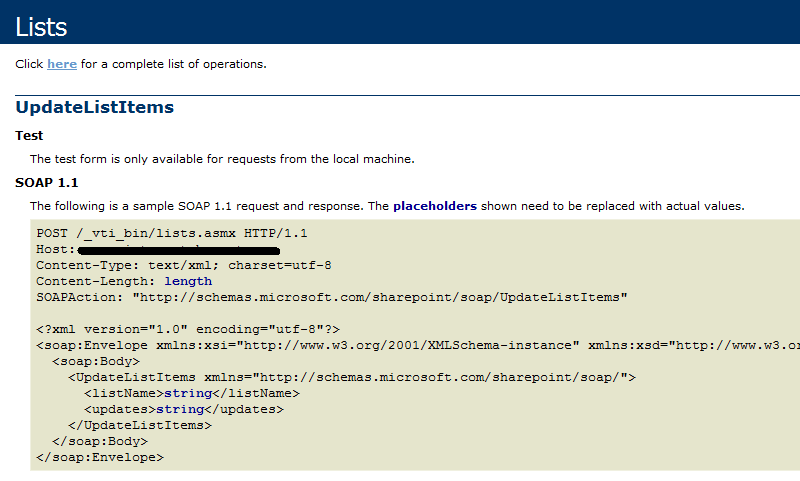 Lists
Click here for a complete list of operations.
UpdateListItems
Test
The test form is only available for requests from the local machine.
SOAP 1.1
The following is a sample SOAP 1.1 request and response. The placeholders shown need to be replaced with actual values.
POST /_vti_bin/lists.asmx HTTP/1.1
Host:
Content-Type: text/xml; charset=utf-8
Content-Length: length
SOAPAction: "http://schemas.microsoft.com/sharepoint/soap/UpdateListItems"
<?xml version="1.0" encoding="utf-8"?>
<soap:Envelope xmlns:xsi="http://www.w3.org/2001/XMLSchema-instance" xmlns:xsd="http://www.w3.or
<soap:Body>
<UpdateListItems xmlns="http://schemas.microsoft.com/sharepoint/soap/">
<listName>string</listName>
<updates>string</updates>
</UpdateListItems>
</soap:Body>
</soap:Envelope>